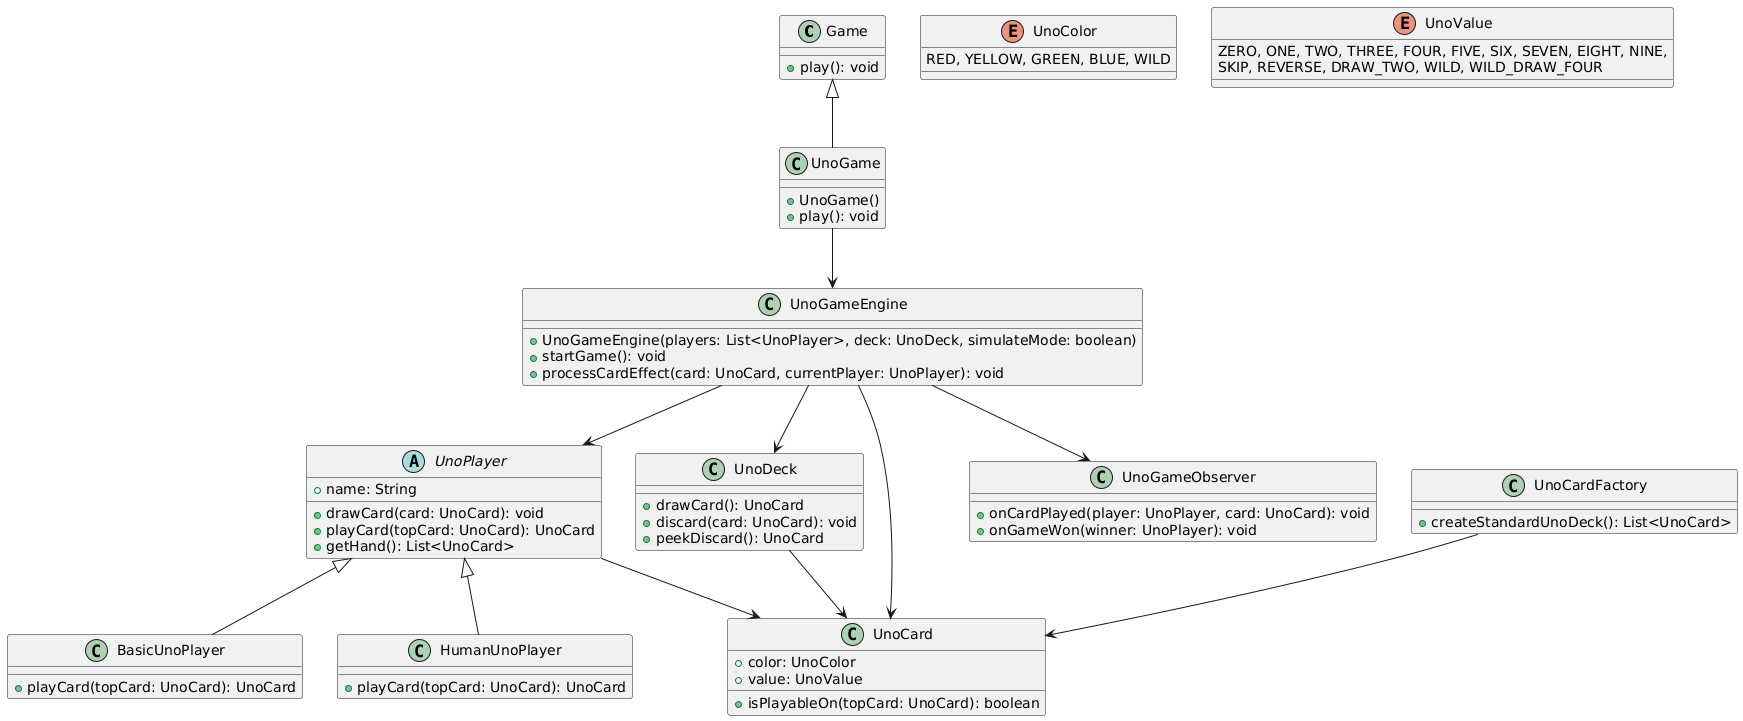 C Game
+ play(): void
E UnoColor
RED, YELLOW, GREEN, BLUE, WILD
E UnoValue
ZERO, ONE, TWO, THREE, FOUR, FIVE, SIX, SEVEN, EIGHT, NINE,
SKIP, REVERSE, DRAW_TWO, WILD, WILD_DRAW_FOUR
C UnoGame
UnoGame()
play(): void
C UnoGameEngine
UnoGameEngine(players: List<UnoPlayer>, deck: UnoDeck, simulateMode: boolean)
startGame(): void
processCardEffect(card: UnoCard, currentPlayer: UnoPlayer): void
A UnoPlayer
name: String
drawCard(card: UnoCard): void
playCard(topCard: UnoCard): UnoCard
getHand(): List<UnoCard>
C UnoDeck
drawCard(): UnoCard
discard(card: UnoCard): void
peekDiscard(): UnoCard
C UnoGameObserver
onCardPlayed(player: UnoPlayer, card: UnoCard): void
onGameWon(winner: UnoPlayer): void
C UnoCardFactory
createStandardUnoDeck(): List<UnoCard>
C BasicUnoPlayer
playCard(topCard: UnoCard): UnoCard
C HumanUnoPlayer
playCard(topCard: UnoCard): UnoCard
C UnoCard
color: UnoColor
value: UnoValue
isPlayableOn(topCard: UnoCard): boolean